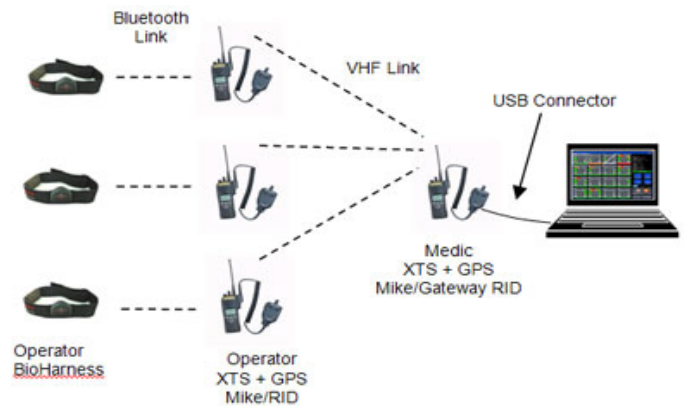 Bluetooth
Link
VHF Link
USB Connector
Medic
XTS + GPS
Mike/Gateway RID
Operator
BioHarness
Operator
XTS + GPS
Mike/RID